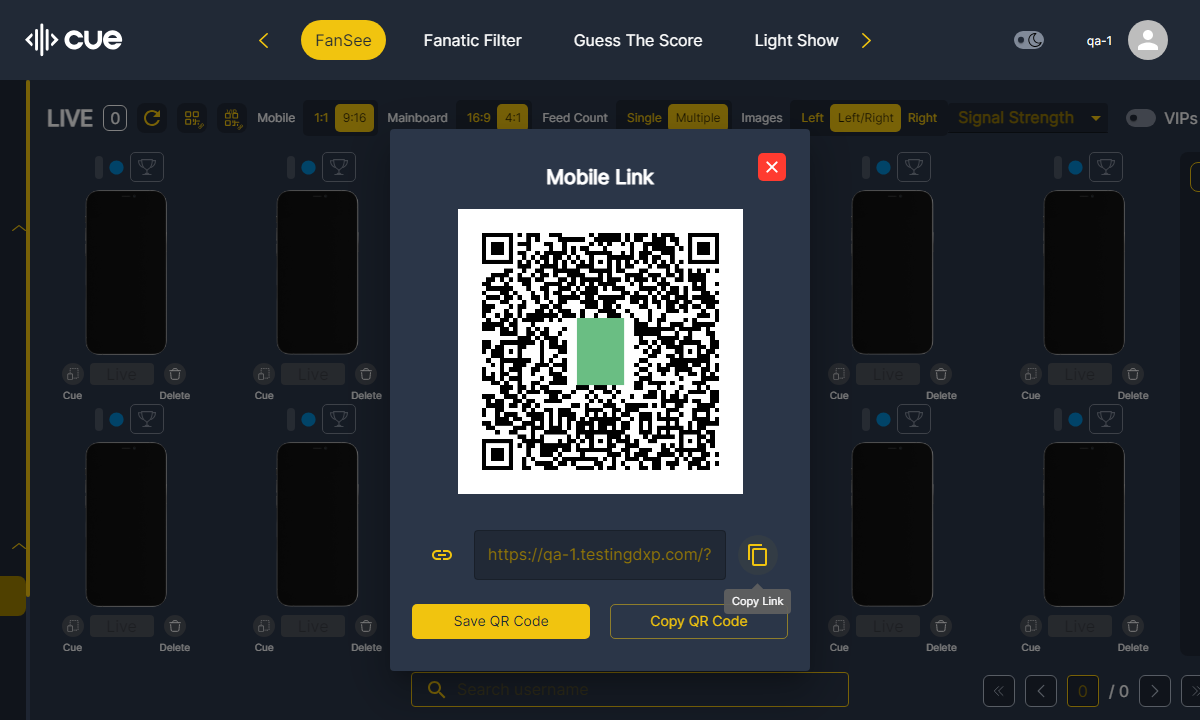 cue
FanSee
Fanatic Filter
Guess The Score
Light Show
qa-1
LIVE 0
Mobile 1:1 9:16
Mainboard 16:9 4:1
Feed Count Single Multiple
Images Left Left/Right Right
Signal Strength
VIPs
Mobile Link
https://qa-1.testingdxp.com/?
Copy Link
Save QR Code
Copy QR Code
Live Live Live Live
Cue Delete Cue Delete Cue Delete Cue Delete
Live Live Live Live
Cue Delete Cue Delete Cue Delete Cue Delete
Search username
0 / 0